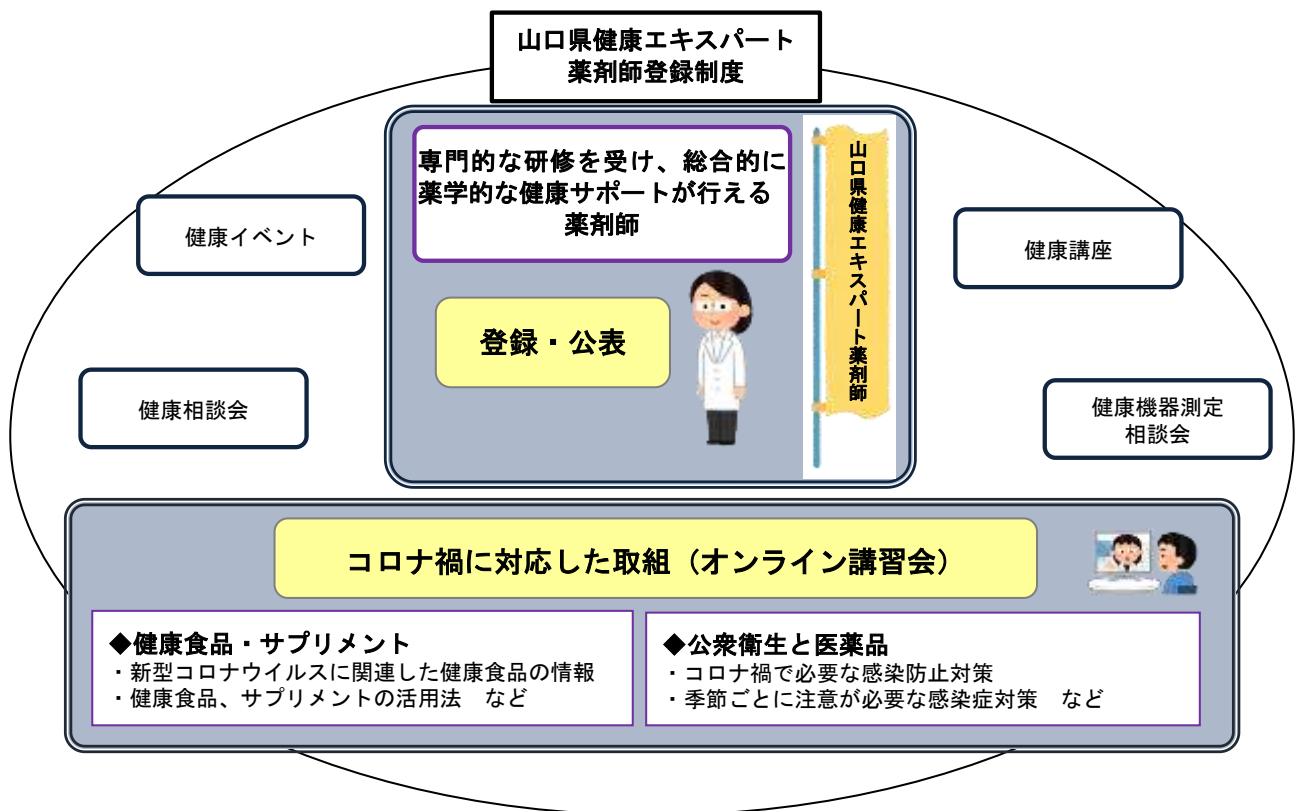 山口県健康エキスパート
薬剤師登録制度
専門的な研修を受け、総合的に
薬学的な健康サポートが行える
薬剤師
山口県健康エキスパート薬剤師
登録・公表
健康イベント
健康講座
健康相談会
健康機器測定
相談会
コロナ禍に対応した取組（オンライン講習会）
◆健康食品・サプリメント
・新型コロナウイルスに関連した健康食品の情報
・健康食品、サプリメントの活用法　など
◆公衆衛生と医薬品
・コロナ禍で必要な感染防止対策
・季節ごとに注意が必要な感染症対策　など